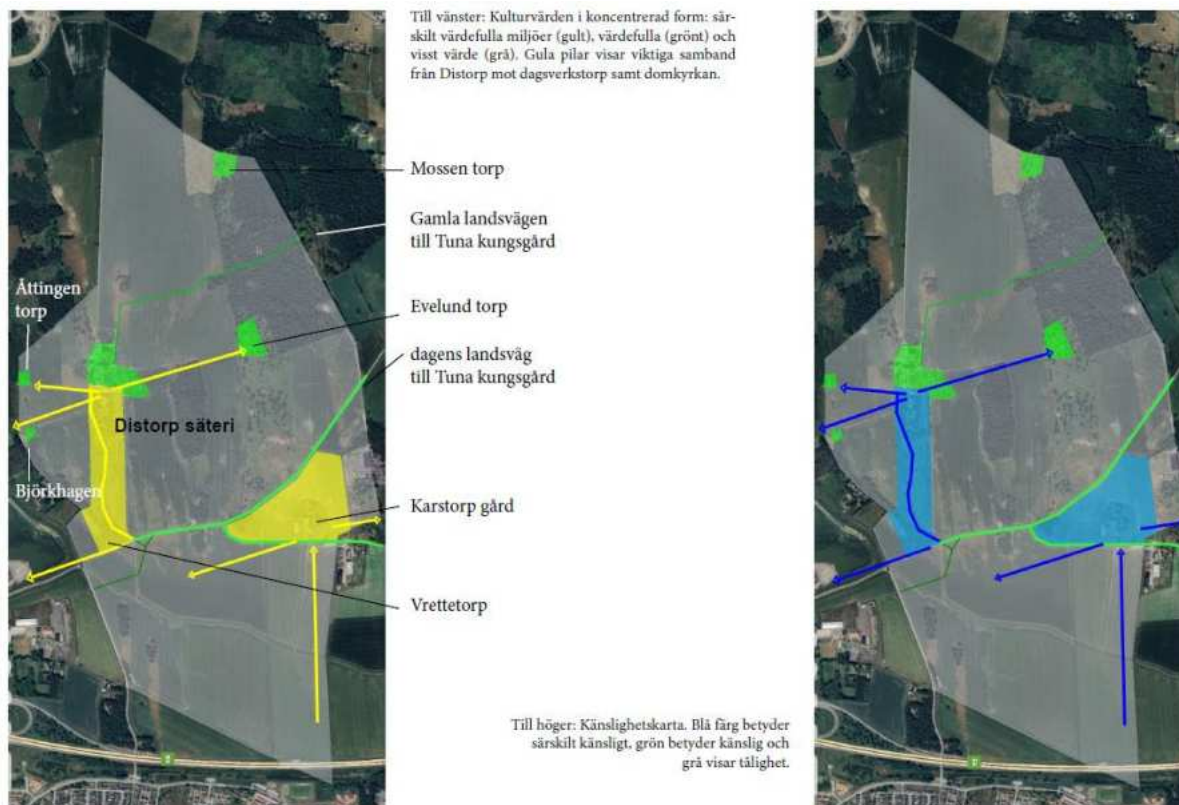 Till vänster: Kulturvärden i koncentrerad form: sär-
skilt värdefulla miljöer (gult), värdefulla (grönt) och
visst värde (grå). Gula pilar visar viktiga samband
från Distorp mot dagsverkstorp samt domkyrkan.
Mossen torp
Gamla landsvägen
till Tuna kungsgård
Åttingen
torp
Evelund torp
dagens landsväg
till Tuna kungsgård
Distorp säteri
Björkhagen
Karstorp gård
Vrettetorp
Till höger: Känslighetskarta. Blå färg betyder
särskilt känsligt, grön betyder känslig och
grå visar tålighet.